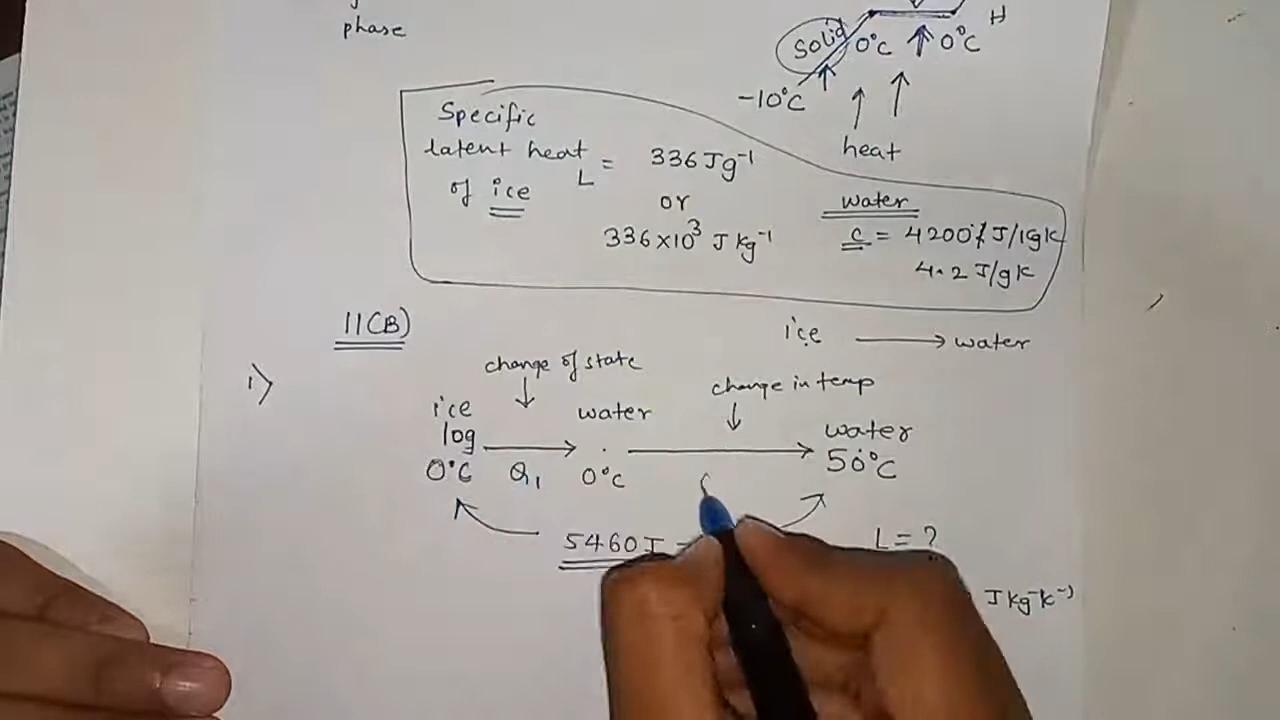 phase
H
Solid
0°C
0°C
-10°C
heat
Specific
latent heat
of ice
L = 336 Jg⁻¹
or
336×10³ J kg⁻¹
water
c = 4200 J/kgK
4.2 J/gK
11(B)
ice → water
1)
change of state
change in temp
ice
10g
0°C
Q₁
water
0°C
water
50°C
5460J
L = ?
J kg⁻K⁻¹